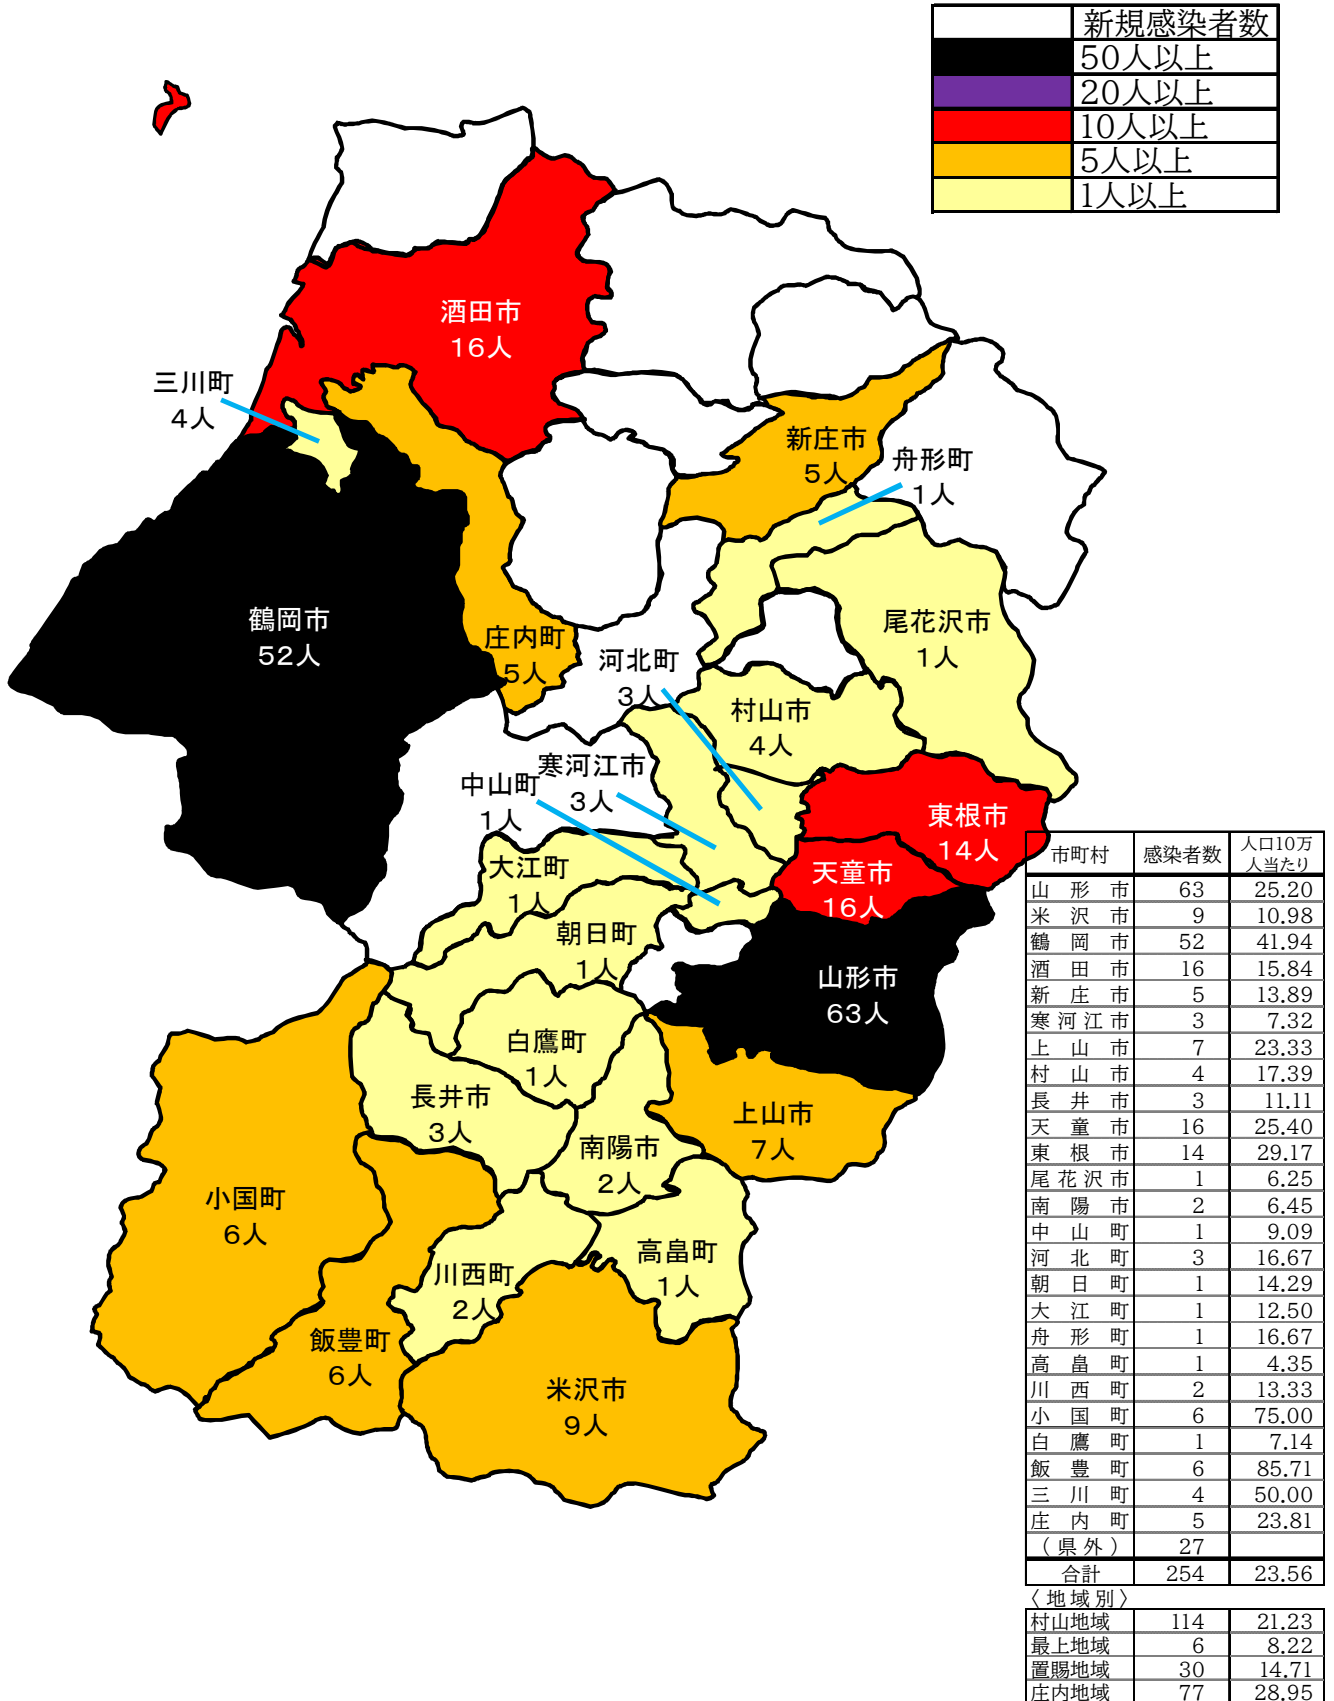 新規感染者数
50人以上
20人以上
10人以上
5人以上
1人以上
酒田市
16人
三川町
4人
新庄市
5人
舟形町
1人
鶴岡市
52人
庄内町
5人
尾花沢市
1人
河北町
3人
村山市
4人
寒河江市
3人
中山町
1人
東根市
14人
大江町
1人
天童市
16人
朝日町
1人
山形市
63人
白鷹町
1人
長井市
3人
上山市
7人
南陽市
2人
小国町
6人
高畠町
1人
川西町
2人
飯豊町
6人
米沢市
9人
市町村 感染者数 人口10万人当たり
山形市 63 25.20
米沢市 9 10.98
鶴岡市 52 41.94
酒田市 16 15.84
新庄市 5 13.89
寒河江市 3 7.32
上山市 7 23.33
村山市 4 17.39
長井市 3 11.11
天童市 16 25.40
東根市 14 29.17
尾花沢市 1 6.25
南陽市 2 6.45
中山町 1 9.09
河北町 3 16.67
朝日町 1 14.29
大江町 1 12.50
舟形町 1 16.67
高畠町 1 4.35
川西町 2 13.33
小国町 6 75.00
白鷹町 1 7.14
飯豊町 6 85.71
三川町 4 50.00
庄内町 5 23.81
（県外） 27
合計 254 23.56
〈地域別〉
村山地域 114 21.23
最上地域 6 8.22
置賜地域 30 14.71
庄内地域 77 28.95